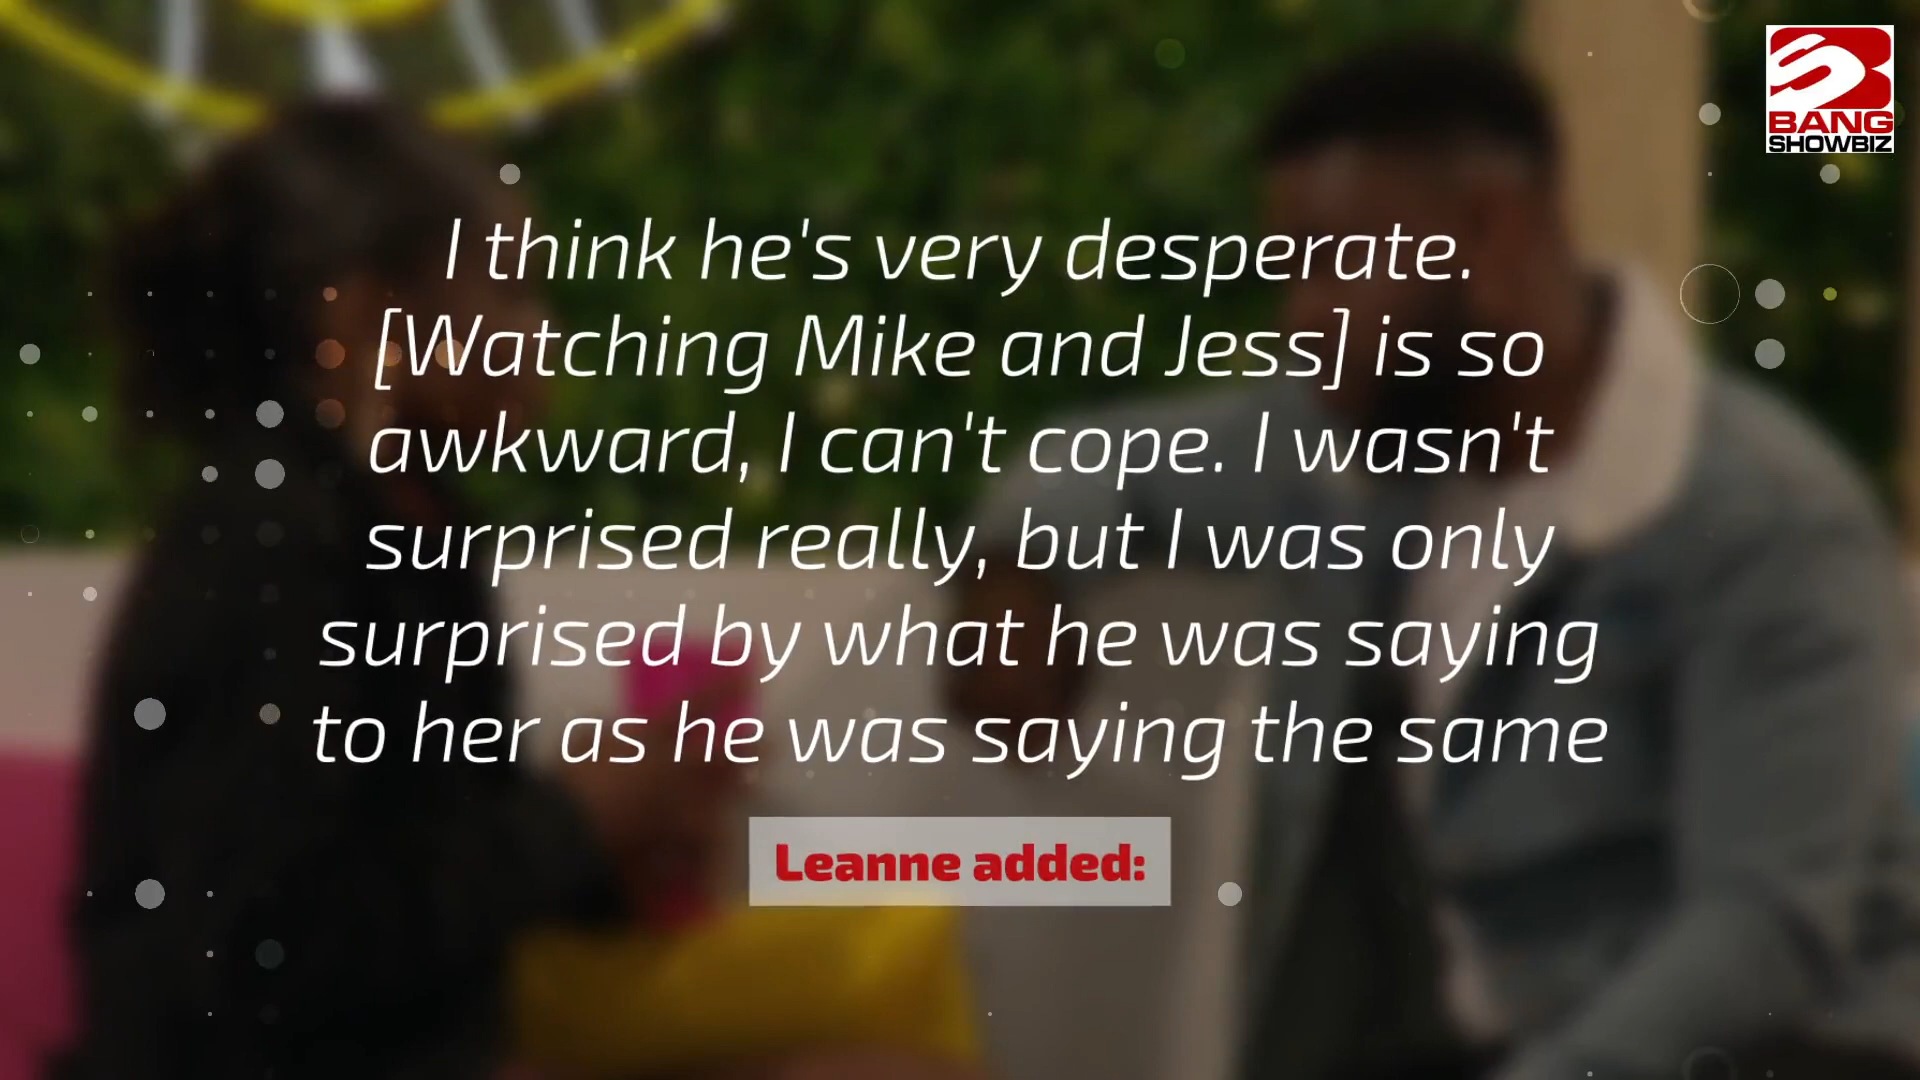 BANG
SHOWBIZ
I think he's very desperate.
[Watching Mike and Jess] is so
awkward, I can't cope. I wasn't
surprised really, but I was only
surprised by what he was saying
to her as he was saying the same
Leanne added: